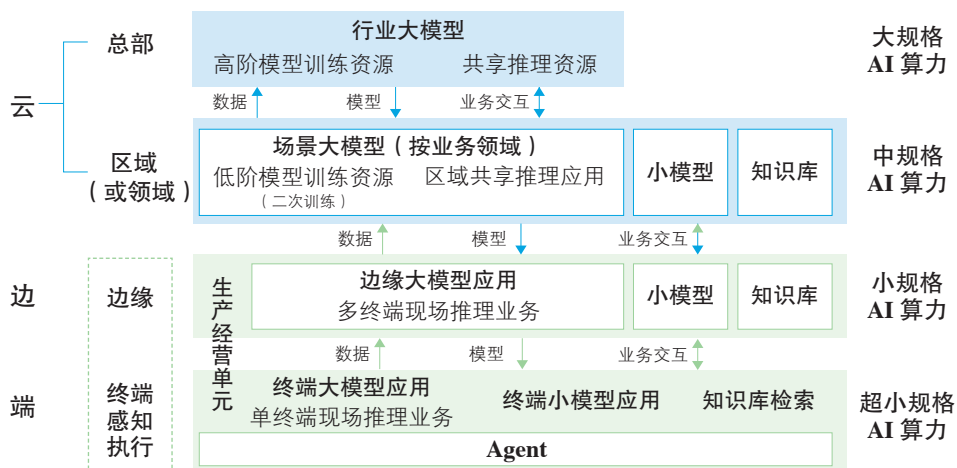 云
总部
行业大模型
高阶模型训练资源 共享推理资源
大规格
AI 算力
数据 模型 业务交互
区域
（或领域）
场景大模型（按业务领域）
低阶模型训练资源 区域共享推理应用
（二次训练）
小模型
知识库
中规格
AI 算力
数据 模型 业务交互
边
边缘
生产经营单元
边缘大模型应用
多终端现场推理业务
小模型
知识库
小规格
AI 算力
数据 模型 业务交互
端
终端
感知
执行
终端大模型应用
单终端现场推理业务
终端小模型应用
知识库检索
Agent
超小规格
AI 算力